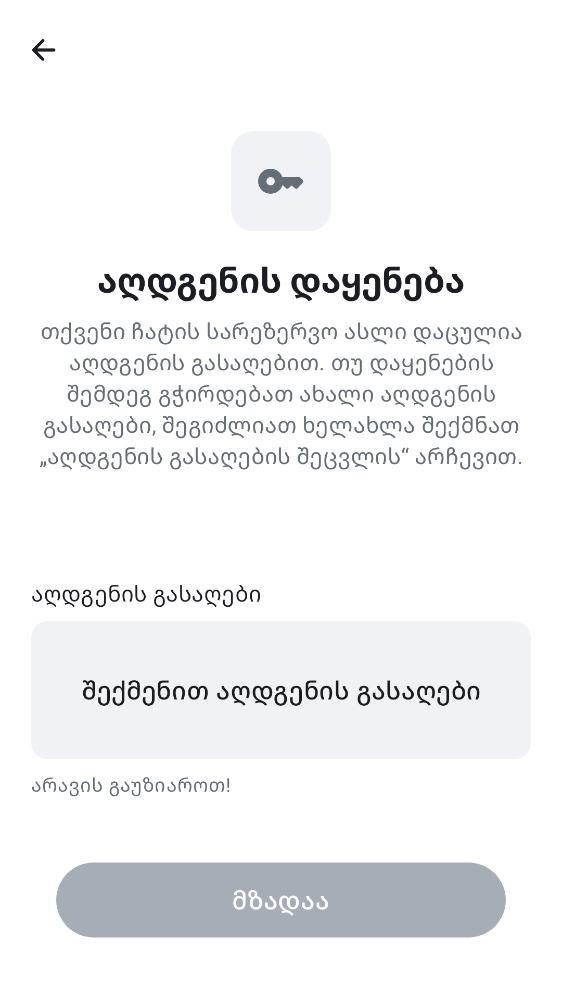 აღდგენის დაყენება
თქვენი ჩატის სარეზერვო ასლი დაცულია
აღდგენის გასაღებით. თუ დაყენების
შემდეგ გჭირდებათ ახალი აღდგენის
გასაღები, შეგიძლიათ ხელახლა შექმნათ
„აღდგენის გასაღების შეცვლის“ არჩევით.
აღდგენის გასაღები
შექმენით აღდგენის გასაღები
არავის გაუზიაროთ!
მზადაა